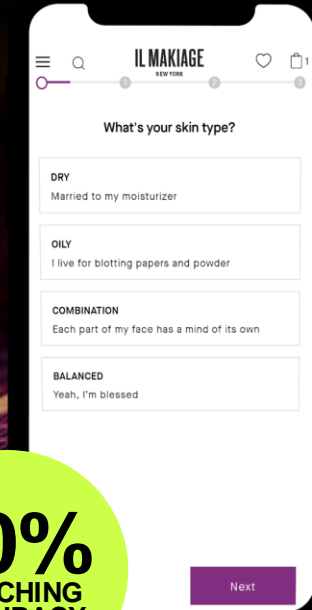 IL MAKIAGE
NEW YORK
1
1
2
3
What's your skin type?
DRY
Married to my moisturizer
OILY
I live for blotting papers and powder
COMBINATION
Each part of my face has a mind of its own
BALANCED
Yeah, I'm blessed
0%
CHING
Next